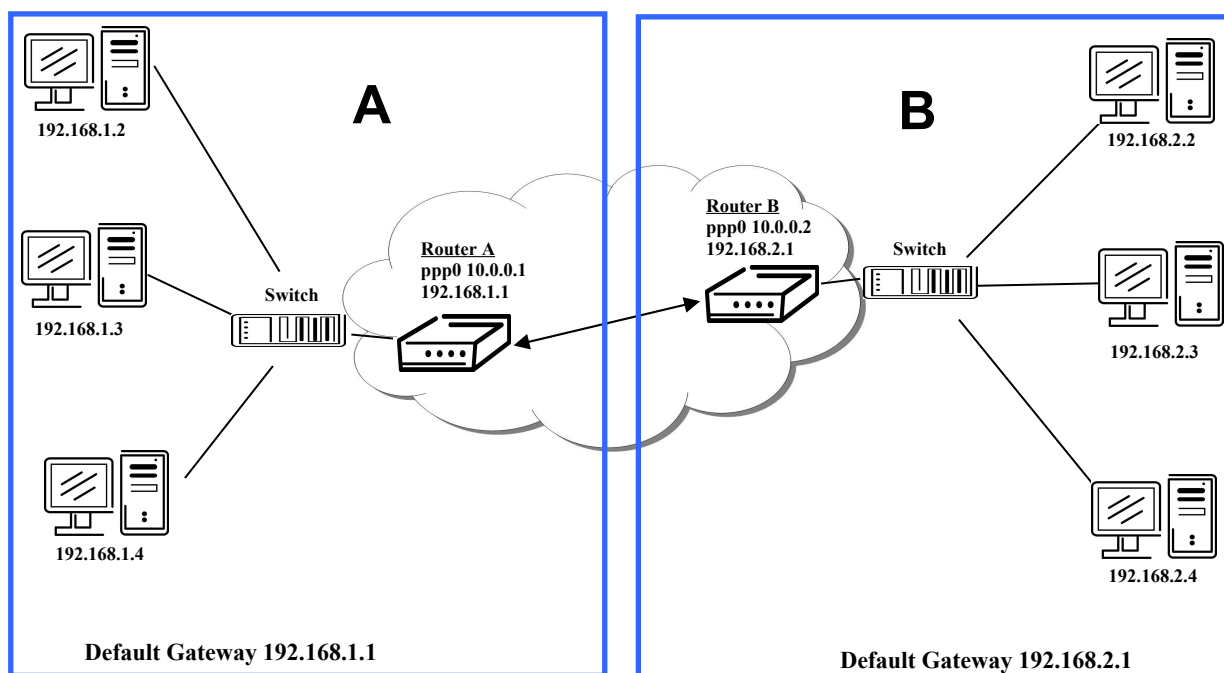 A
192.168.1.2
192.168.1.3
Switch
Router A
ppp0 10.0.0.1
192.168.1.1
192.168.1.4
Default Gateway 192.168.1.1
B
192.168.2.2
Router B
ppp0 10.0.0.2
192.168.2.1
Switch
192.168.2.3
192.168.2.4
Default Gateway 192.168.2.1